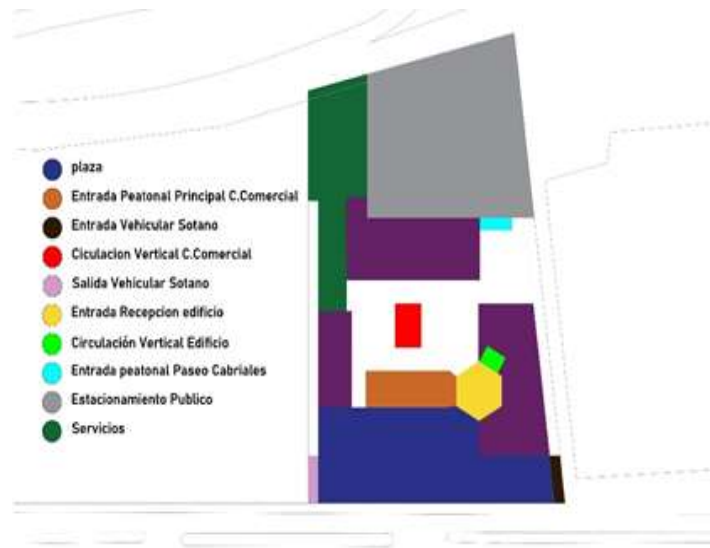 plaza
Entrada Peatonal Principal C.Comercial
Entrada Vehicular Sotano
Ciculacion Vertical C.Comercial
Salida Vehicular Sotano
Entrada Recepcion edificio
Circulación Vertical Edificio
Entrada peatonal Paseo Cabriales
Estacionamiento Publico
Servicios